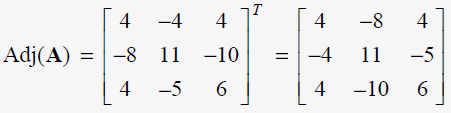 Adj(A) = [ 4 –4 4 ; –8 11 –10 ; 4 –5 6 ]^T = [ 4 –8 4 ; –4 11 –5 ; 4 –10 6 ]